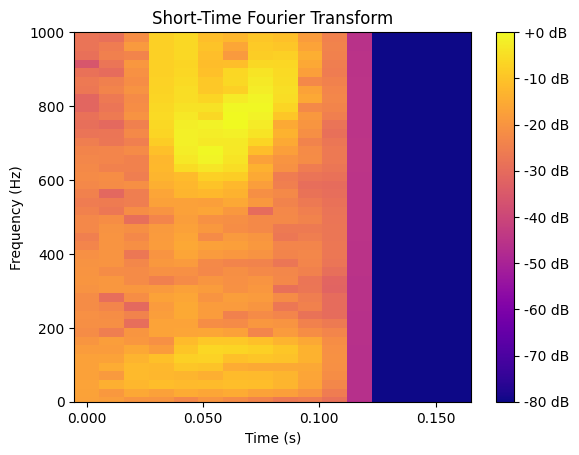 Short-Time Fourier Transform
1000
800
600
400
200
0
Frequency (Hz)
0.000
0.050
0.100
0.150
Time (s)
+0 dB
-10 dB
-20 dB
-30 dB
-40 dB
-50 dB
-60 dB
-70 dB
-80 dB